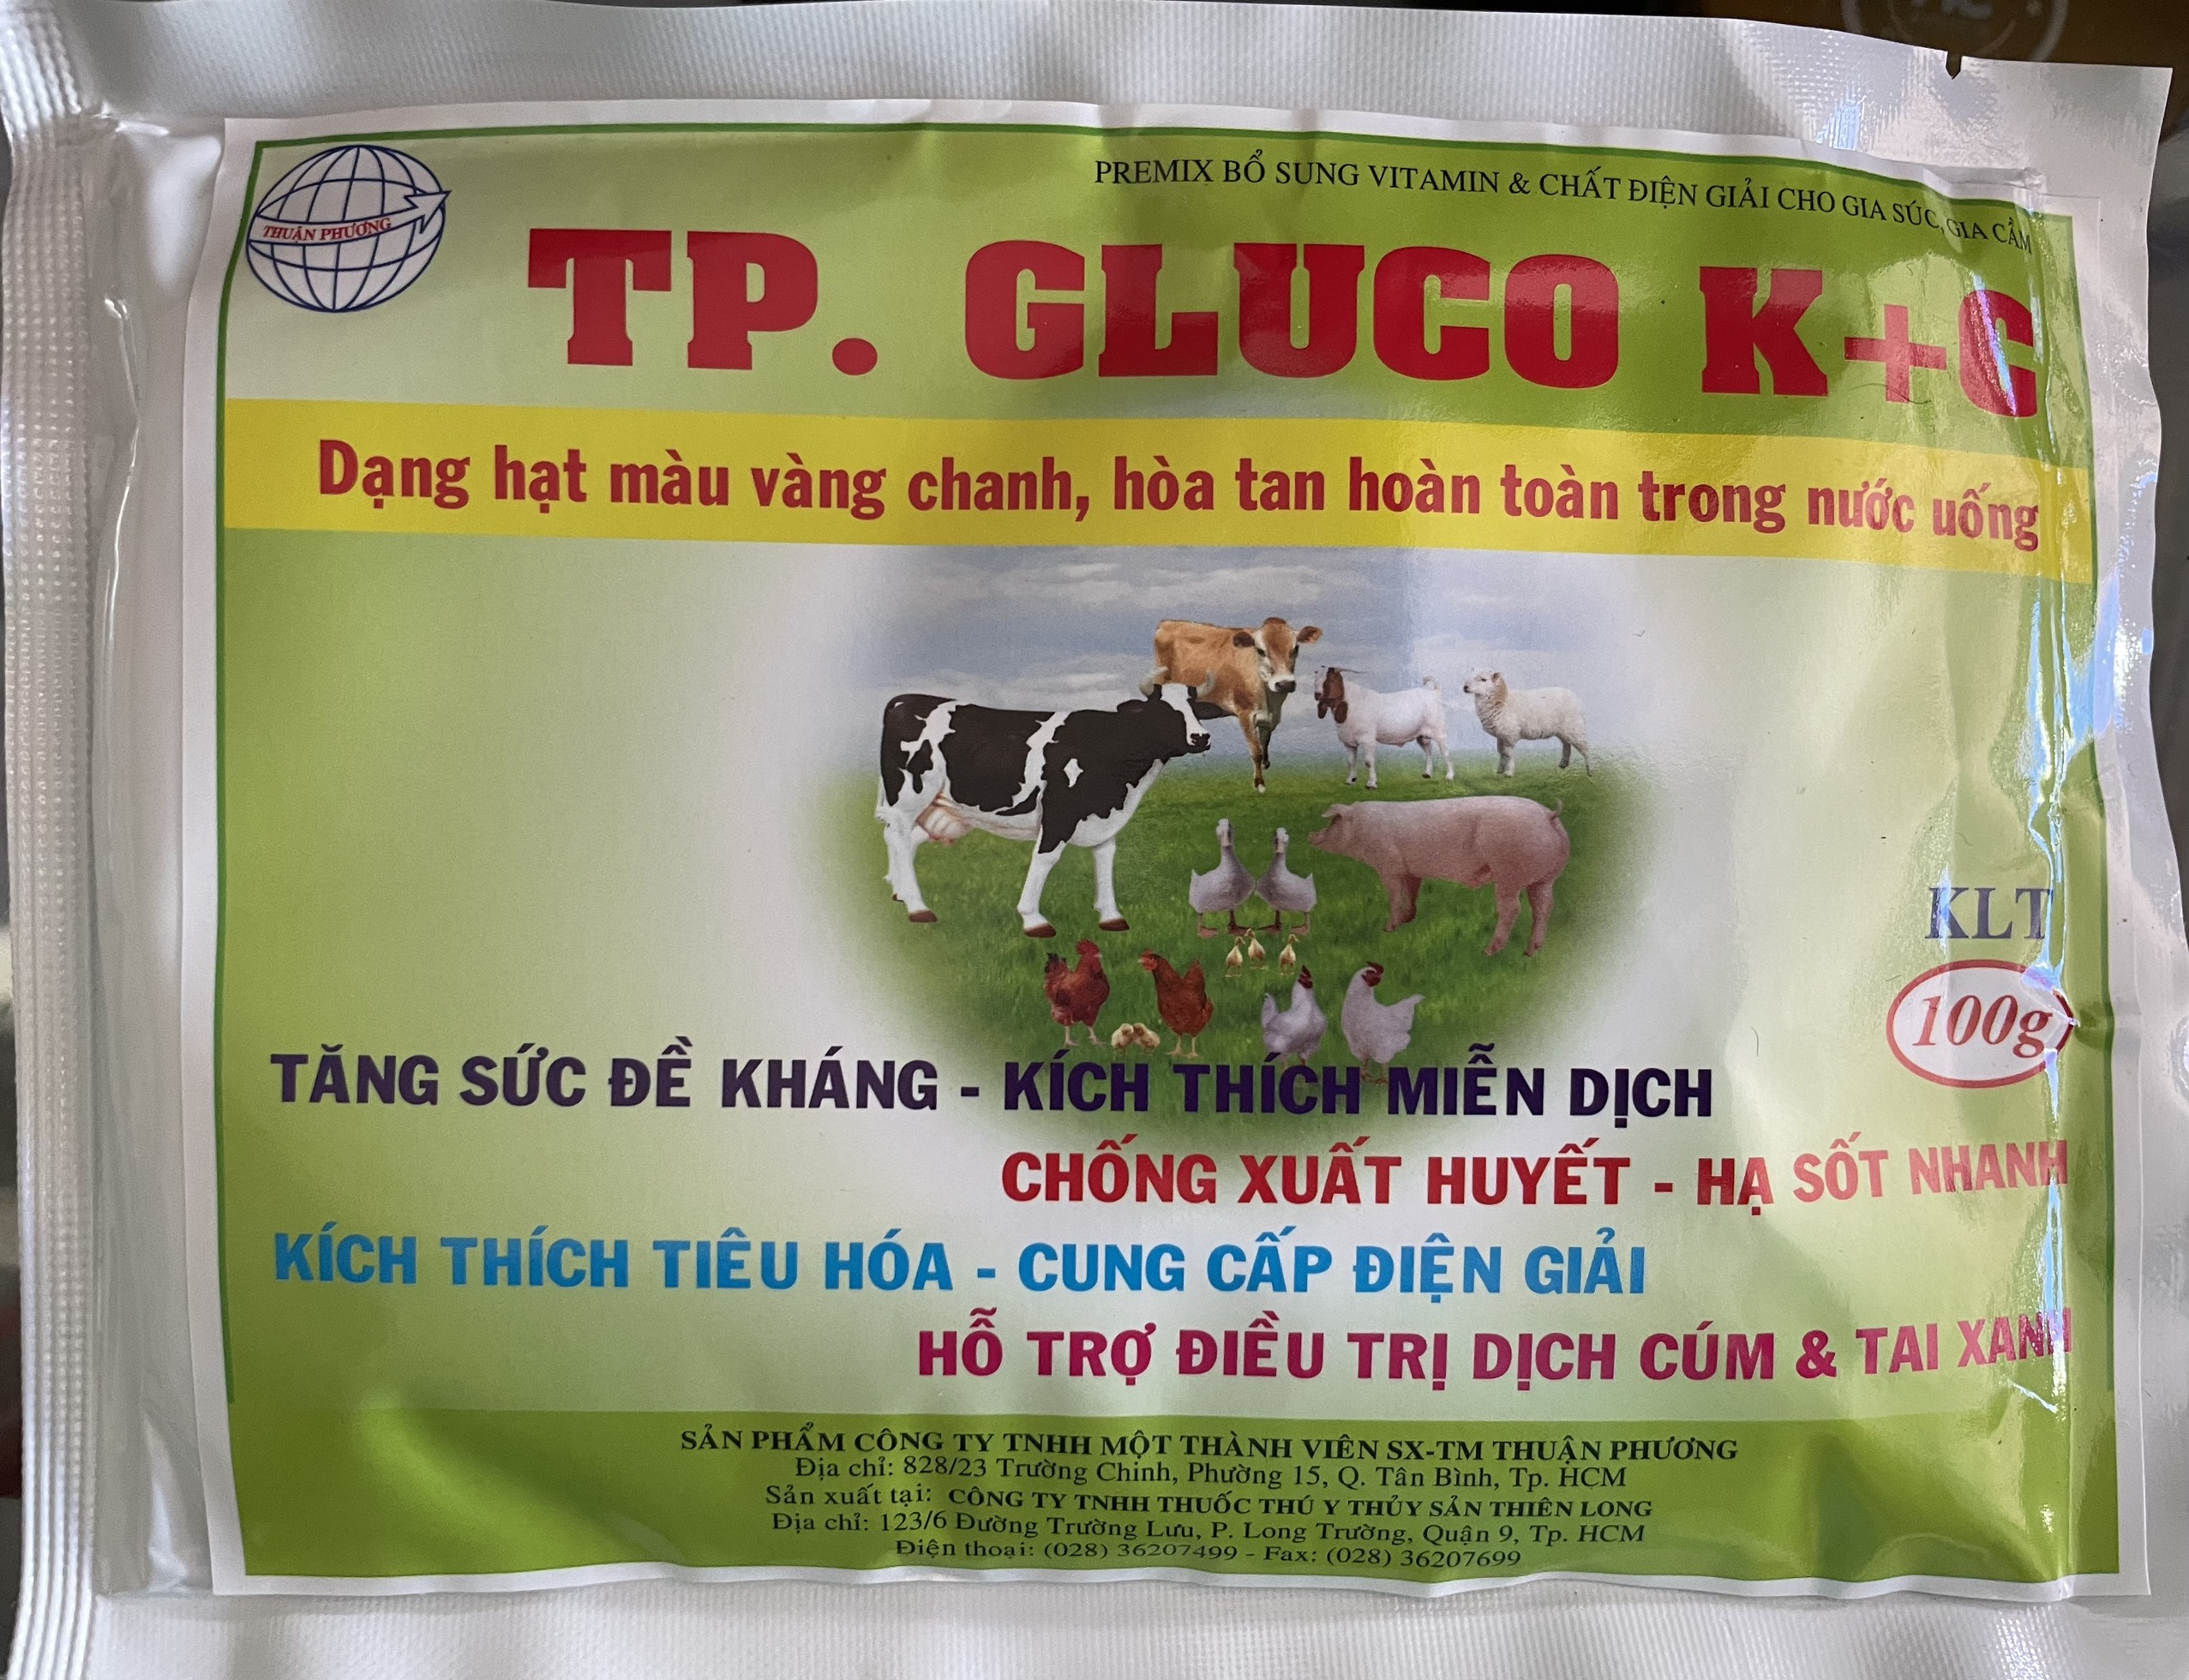 THUẬN PHƯƠNG
PREMIX BỔ SUNG VITAMIN & CHẤT ĐIỆN GIẢI CHO GIA SÚC, GIA CẦM
TP. GLUCO K+C
Dạng hạt màu vàng chanh, hòa tan hoàn toàn trong nước uống
KLT
100g
TĂNG SỨC ĐỀ KHÁNG - KÍCH THÍCH MIỄN DỊCH
CHỐNG XUẤT HUYẾT - HẠ SỐT NHANH
KÍCH THÍCH TIÊU HÓA - CUNG CẤP ĐIỆN GIẢI
HỖ TRỢ ĐIỀU TRỊ DỊCH CÚM & TAI XANH
SẢN PHẨM CÔNG TY TNHH MỘT THÀNH VIÊN SX-TM THUẬN PHƯƠNG
Địa chỉ: 828/23 Trường Chinh, Phường 15, Q. Tân Bình, Tp. HCM
Sản xuất tại: CÔNG TY TNHH THUỐC THÚ Y THỦY SẢN THIÊN LONG
Địa chỉ: 123/6 Đường Trường Lưu, P. Long Trường, Quận 9, Tp. HCM
Điện thoại: (028) 36207499 - Fax: (028) 36207699